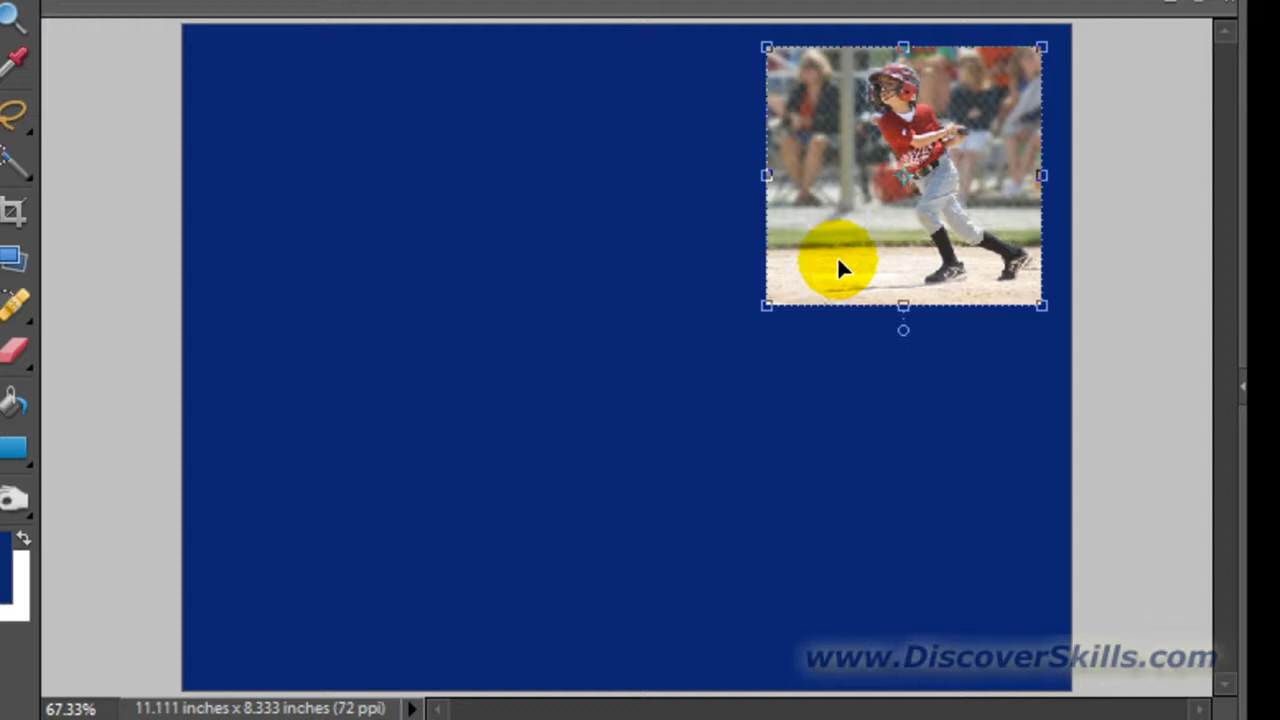 www.DiscoverSkills.com
67.33%
11.111 inches x 8.333 inches (72 ppi)